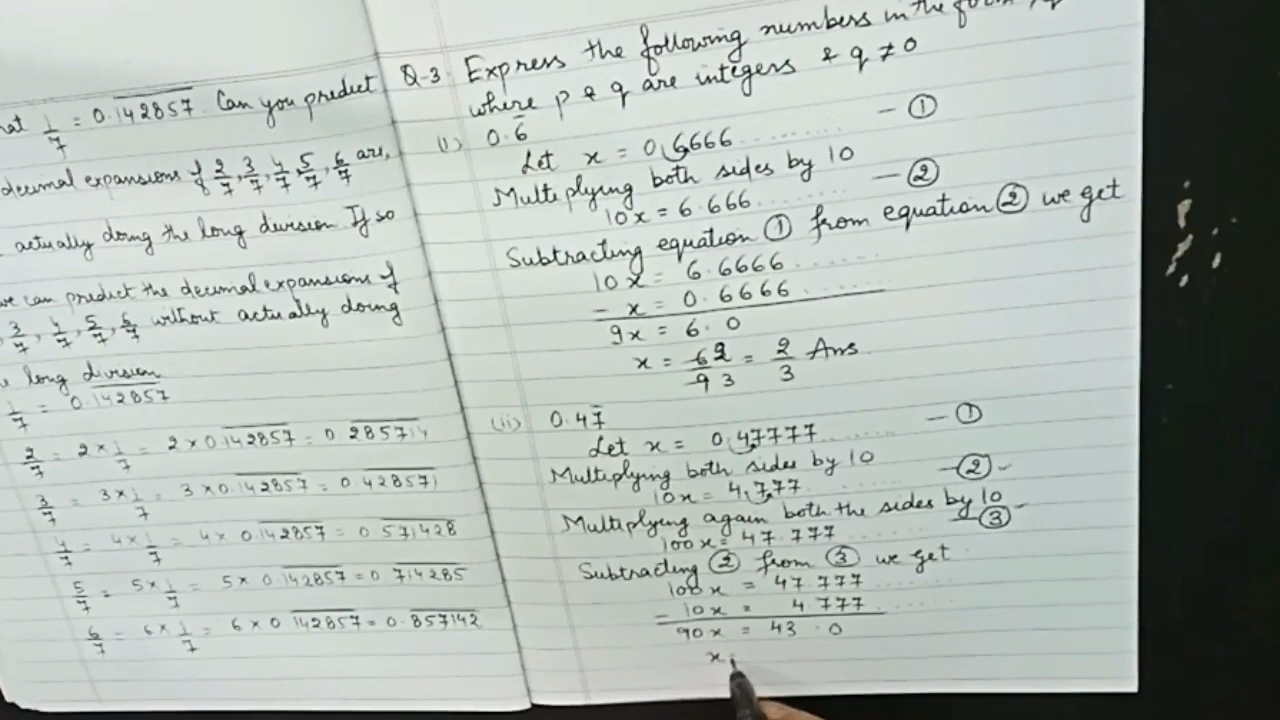 at 1/7 = 0.142857. Can you predict
decimal expansions of 2/7, 3/7, 4/7, 5/7, 6/7 are,
actually doing the long division. If so
we can predict the decimal expansions of
3/7, 4/7, 5/7, 6/7 without actually doing
long division
1/7 = 0.142857
2/7 = 2 × 1/7 = 2 × 0.142857 = 0.285714
3/7 = 3 × 1/7 = 3 × 0.142857 = 0.428571
4/7 = 4 × 1/7 = 4 × 0.142857 = 0.571428
5/7 = 5 × 1/7 = 5 × 0.142857 = 0.714285
6/7 = 6 × 1/7 = 6 × 0.142857 = 0.857142
Q-3. Express the following numbers in the form
where p & q are integers & q ≠ 0
(i) 0.6̅
Let x = 0.6666........ - ①
Multiplying both sides by 10
10x = 6.666........ - ②
Subtracting equation ① from equation ② we get
10x = 6.6666.......
- x = 0.6666.......
9x = 6.0
x = 6 2/9 3 = 2/3 Ans
(ii) 0.47̅
Let x = 0.47777........ - ①
Multiplying both sides by 10
10x = 4.777........ - ②
Multiplying again both the sides by 10
100x = 47.777........ - ③
Subtracting ② from ③ we get
100x = 47.777........
- 10x = 4.777........
90x = 43.0
x